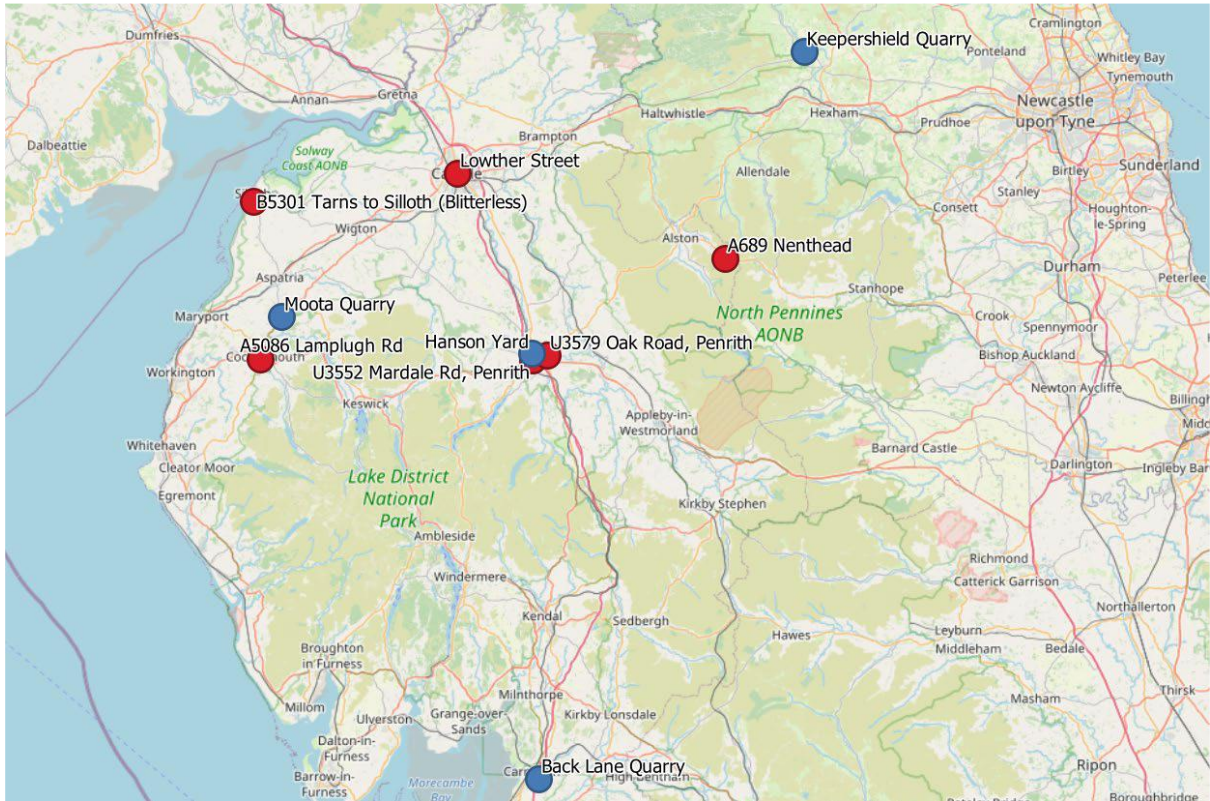 Cramlington
Dumfries
Keepershield Quarry
Ponteland
Whitley Bay
Tynemouth
Annan
Gretna
Haltwhistle
Hexham
Prudhoe
Newcastle
upon Tyne
Dalbeattie
Solway
Coast AONB
Brampton
Lowther Street
Allendale
Birtley
Sunderland
B5301 Tarns to Silloth (Blitterless)
Wigton
Alston
Consett
Stanley
Houghton-
le-Spring
A689 Nenthead
Aspatria
Durham
Peterlee
Stanhope
Maryport
Moota Quarry
North Pennines
AONB
Crook
Spennymoor
A5086 Lamplugh Rd
Hanson Yard
U3579 Oak Road, Penrith
Bishop Auckland
Workington
U3552 Mardale Rd, Penrith
Newton Aycliffe
Keswick
Appleby-in-
Westmorland
Whitehaven
Barnard Castle
Darlington
Cleator Moor
Lake District
National
Park
Egremont
Kirkby Stephen
Ambleside
Richmond
Catterick Garrison
Windermere
Northallerton
Kendal
Sedbergh
Hawes
Leyburn
Middleham
Bedale
Broughton
in Furness
Milnthorpe
Masham
Thirsk
Millom
Ulverston
Grange-over-
Sands
Kirkby Lonsdale
Dalton-in-
Furness
Back Lane Quarry
High Bentham
Ripon
Barrow-in-
Furness
Morecambe
Bay
Boroughbridge